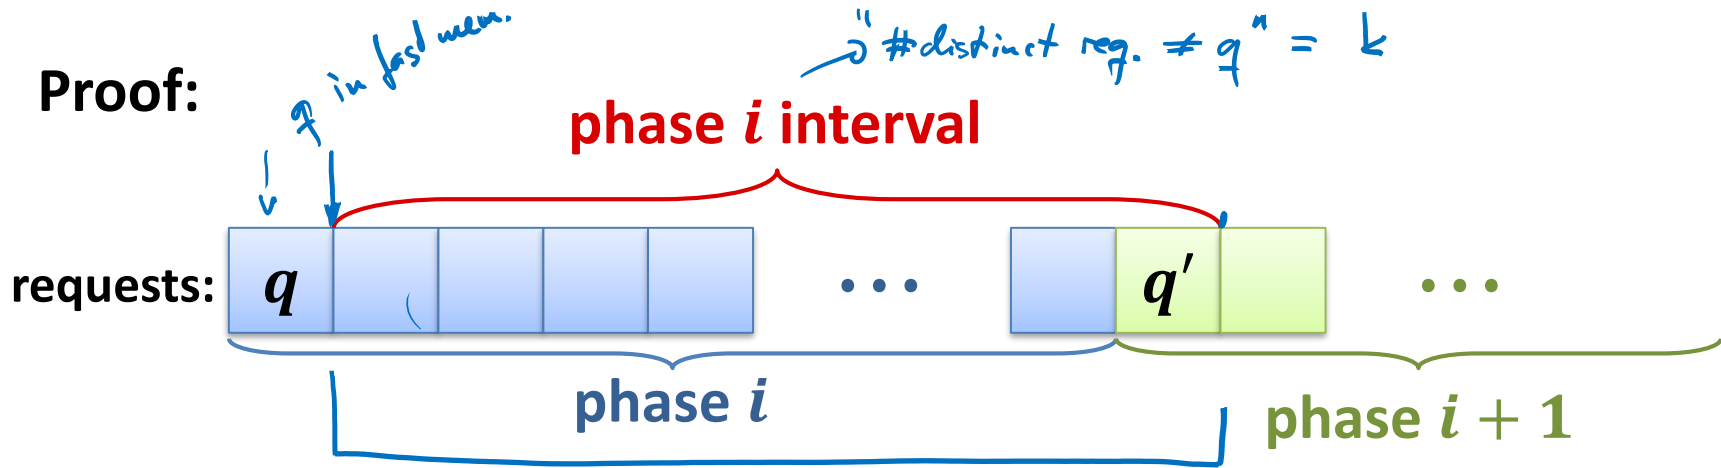 q in fast mem.
"#distinct req. ≠ q" = k
Proof:
phase i interval
requests: q ... q′ ...
phase i
phase i + 1